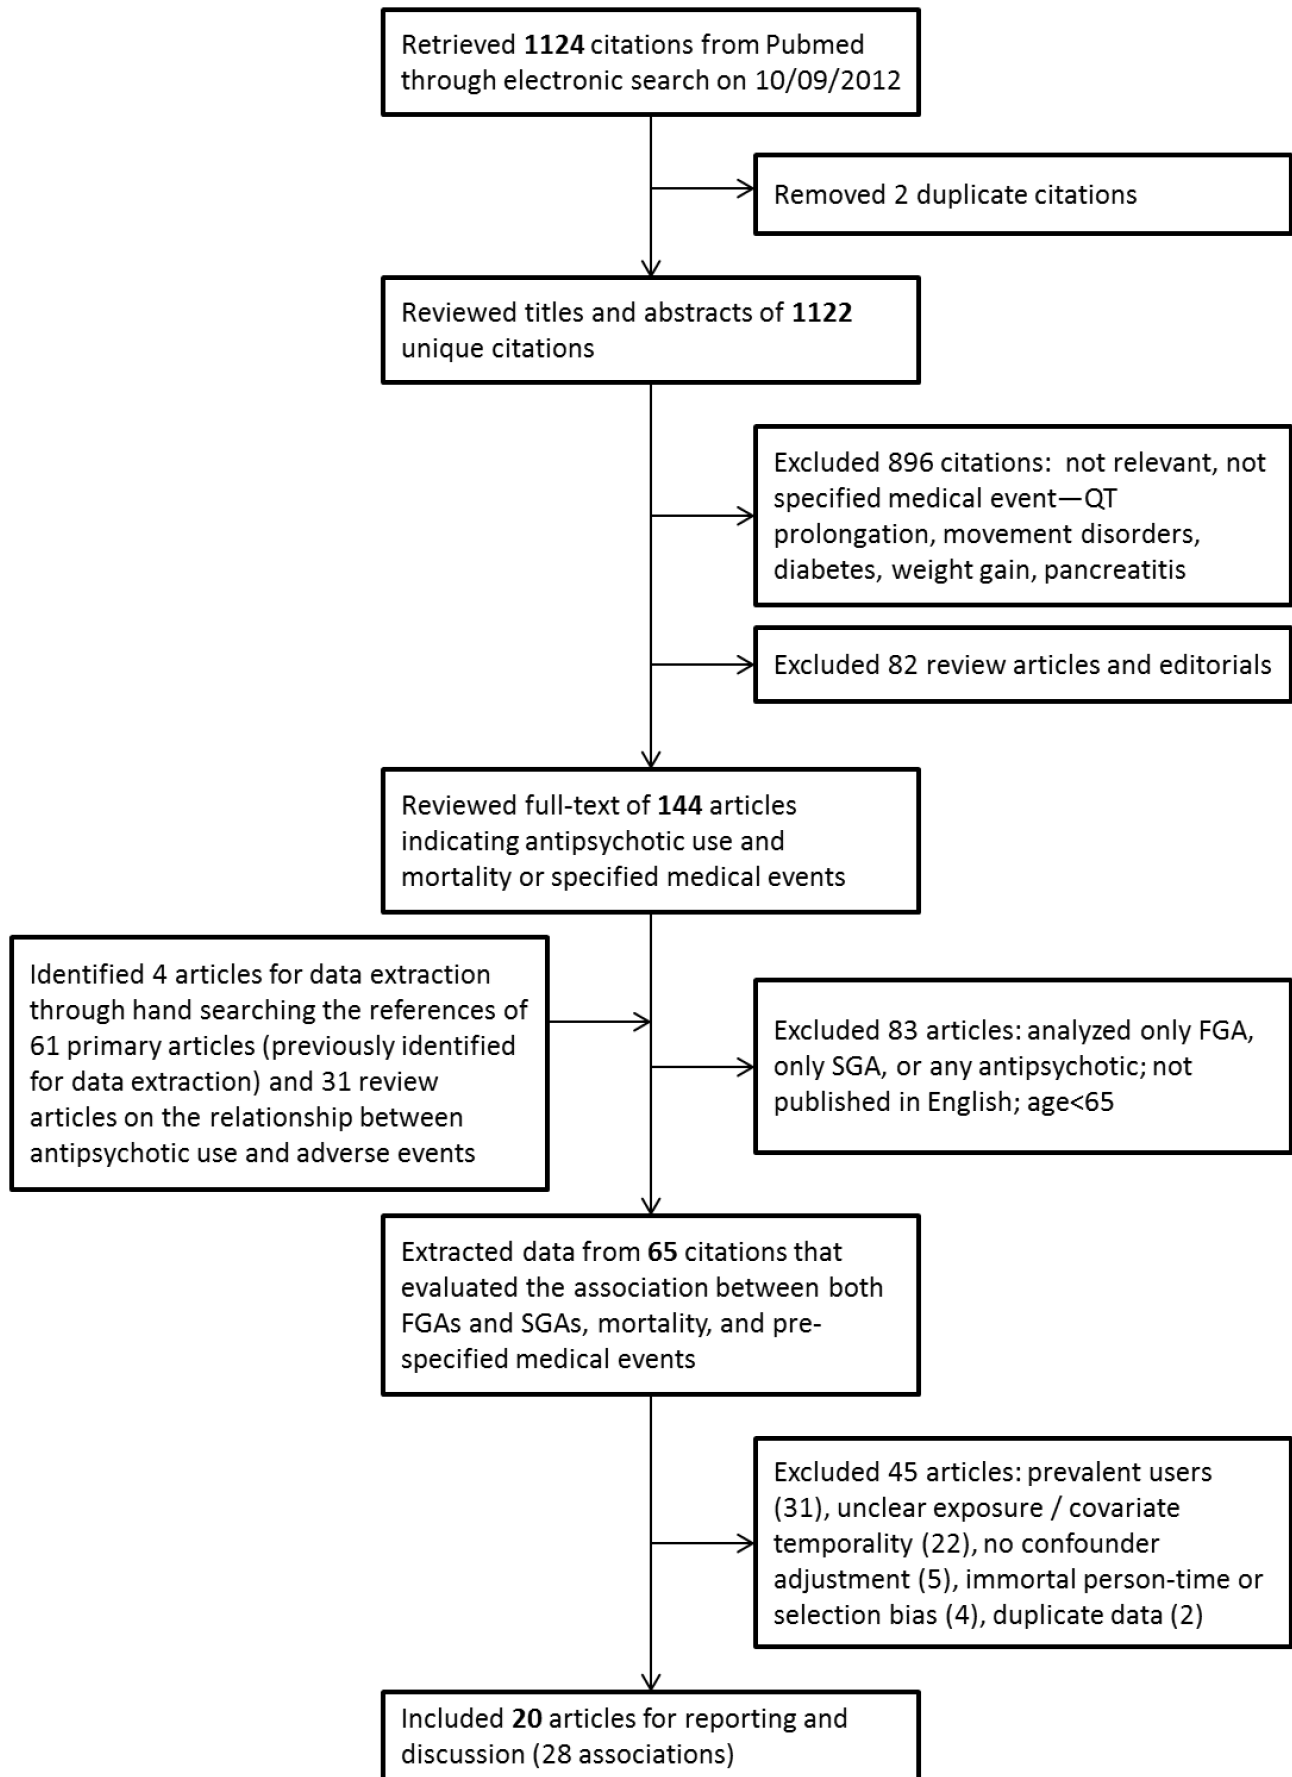 Retrieved 1124 citations from Pubmed
through electronic search on 10/09/2012
Removed 2 duplicate citations
Reviewed titles and abstracts of 1122
unique citations
Excluded 896 citations:  not relevant, not
specified medical event—QT
prolongation, movement disorders,
diabetes, weight gain, pancreatitis
Excluded 82 review articles and editorials
Reviewed full-text of 144 articles
indicating antipsychotic use and
mortality or specified medical events
Identified 4 articles for data extraction
through hand searching the references of
61 primary articles (previously identified
for data extraction) and 31 review
articles on the relationship between
antipsychotic use and adverse events
Excluded 83 articles: analyzed only FGA,
only SGA, or any antipsychotic; not
published in English; age<65
Extracted data from 65 citations that
evaluated the association between both
FGAs and SGAs, mortality, and pre-
specified medical events
Excluded 45 articles: prevalent users
(31), unclear exposure / covariate
temporality (22), no confounder
adjustment (5), immortal person-time or
selection bias (4), duplicate data (2)
Included 20 articles for reporting and
discussion (28 associations)